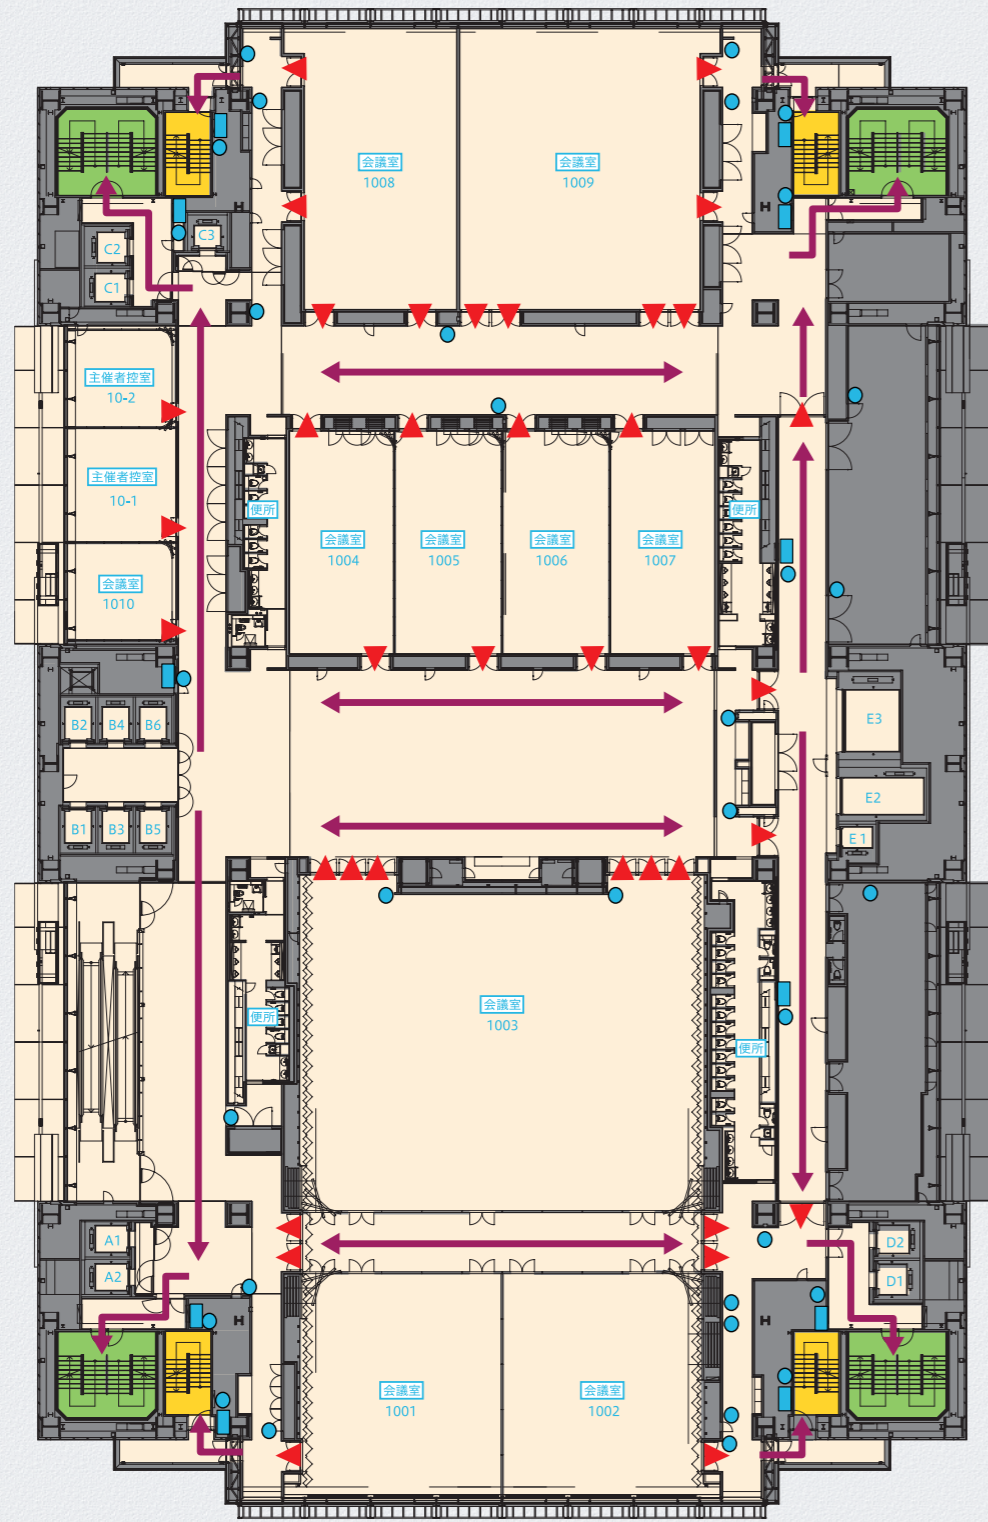 会議室
1008
会議室
1009
C3
C2
C1
主催者控室
10-2
主催者控室
10-1
便所
便所
会議室
1004
会議室
1005
会議室
1006
会議室
1007
会議室
1010
B2
B4
B6
E3
E2
B1
B3
B5
E1
会議室
1003
便所
便所
A1
D2
A2
D1
H
H
H
H
会議室
1001
会議室
1002